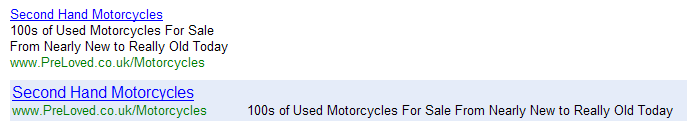 Second Hand Motorcycles
100s of Used Motorcycles For Sale
From Nearly New to Really Old Today
www.PreLoved.co.uk/Motorcycles
Second Hand Motorcycles
www.PreLoved.co.uk/Motorcycles 100s of Used Motorcycles For Sale From Nearly New to Really Old Today